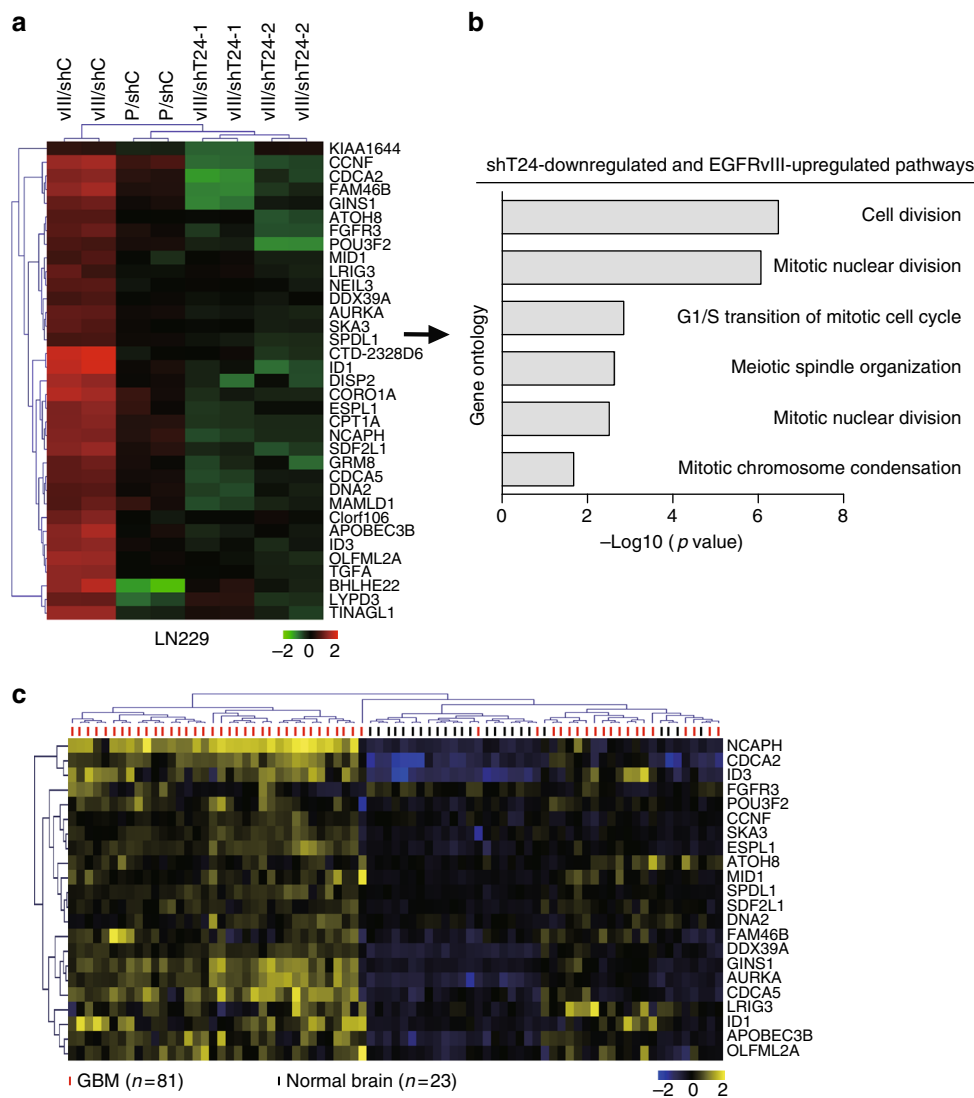 a
vIII/shC
vIII/shC
P/shC
P/shC
vIII/shT24-1
vIII/shT24-1
vIII/shT24-2
vIII/shT24-2
KIAA1644
CCNF
CDCA2
FAM46B
GINS1
ATOH8
FGFR3
POU3F2
MID1
LRIG3
NEIL3
DDX39A
AURKA
SKA3
SPDL1
CTD-2328D6
ID1
DISP2
CORO1A
ESPL1
CPT1A
NCAPH
SDF2L1
GRM8
CDCA5
DNA2
MAMLD1
Clorf106
APOBEC3B
ID3
OLFML2A
TGFA
BHLHE22
LYPD3
TINAGL1
LN229
−2 0 2
b
shT24-downregulated and EGFRvIII-upregulated pathways
Gene ontology
Cell division
Mitotic nuclear division
G1/S transition of mitotic cell cycle
Meiotic spindle organization
Mitotic nuclear division
Mitotic chromosome condensation
0 2 4 6 8
−Log10 (p value)
c
NCAPH
CDCA2
ID3
FGFR3
POU3F2
CCNF
SKA3
ESPL1
ATOH8
MID1
SPDL1
SDF2L1
DNA2
FAM46B
DDX39A
GINS1
AURKA
CDCA5
LRIG3
ID1
APOBEC3B
OLFML2A
GBM (n=81)
Normal brain (n=23)
−2 0 2